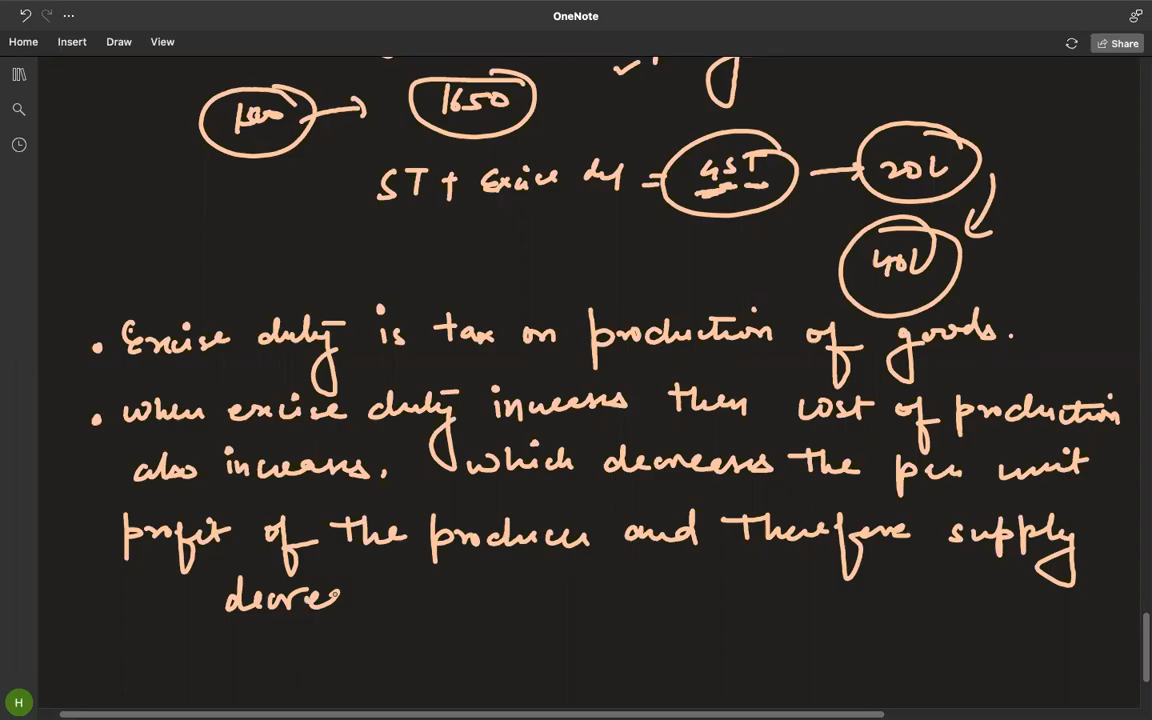 OneNote
Home Insert Draw View
Share
1650
ST + Excise duty = GST → 20L
40L
• Excise duty is tax on production of goods.
• when excise duty increases then cost of production
also increases. which decreases the per unit
profit of the producer and therefore supply
decre
H